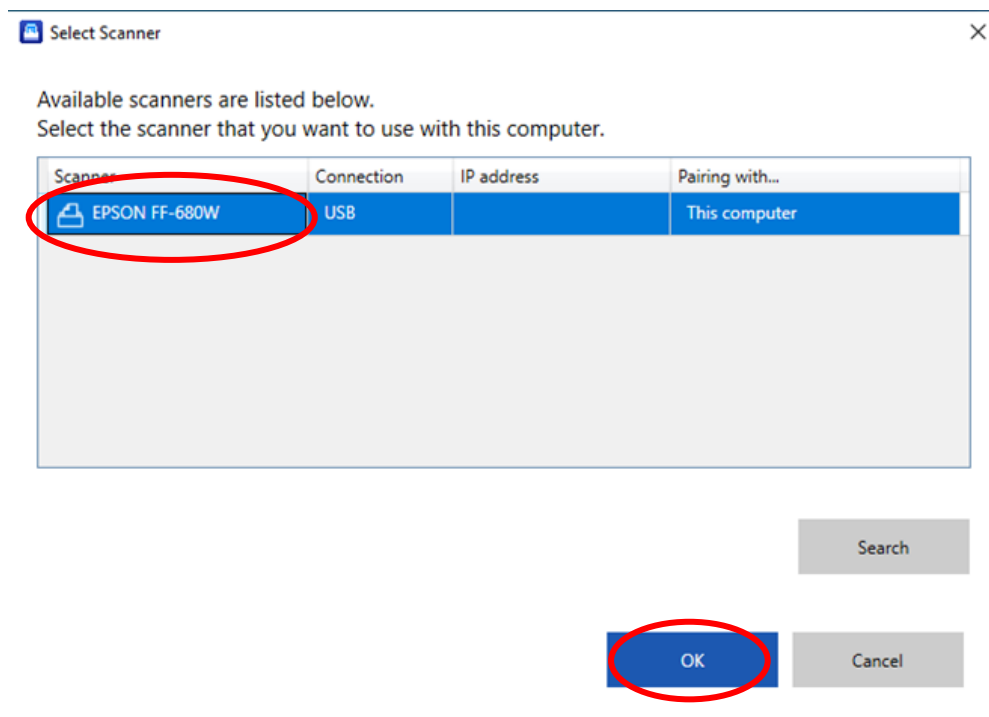 Select Scanner
Available scanners are listed below.
Select the scanner that you want to use with this computer.
Scanner Connection IP address Pairing with...
EPSON FF-680W USB This computer
Search
OK Cancel